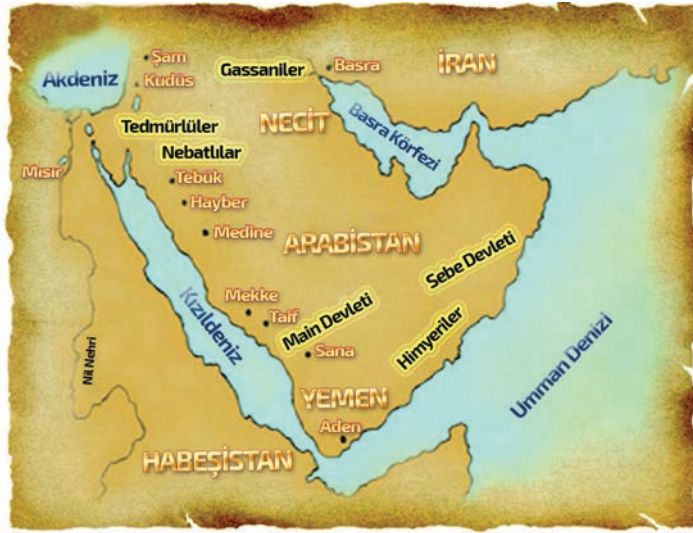 Şam
Akdeniz
Kudüs
Gassaniler
Basra
İRAN
Tedmürlüler
NECİT
Basra Körfezi
Nebatlılar
Mısır
Tebük
Hayber
Medine
ARABİSTAN
Sebe Devleti
Kızıldeniz
Mekke
Taif
Main Devleti
Himyeriler
Sana
Nil Nehri
Umman Denizi
YEMEN
Aden
HABEŞİSTAN